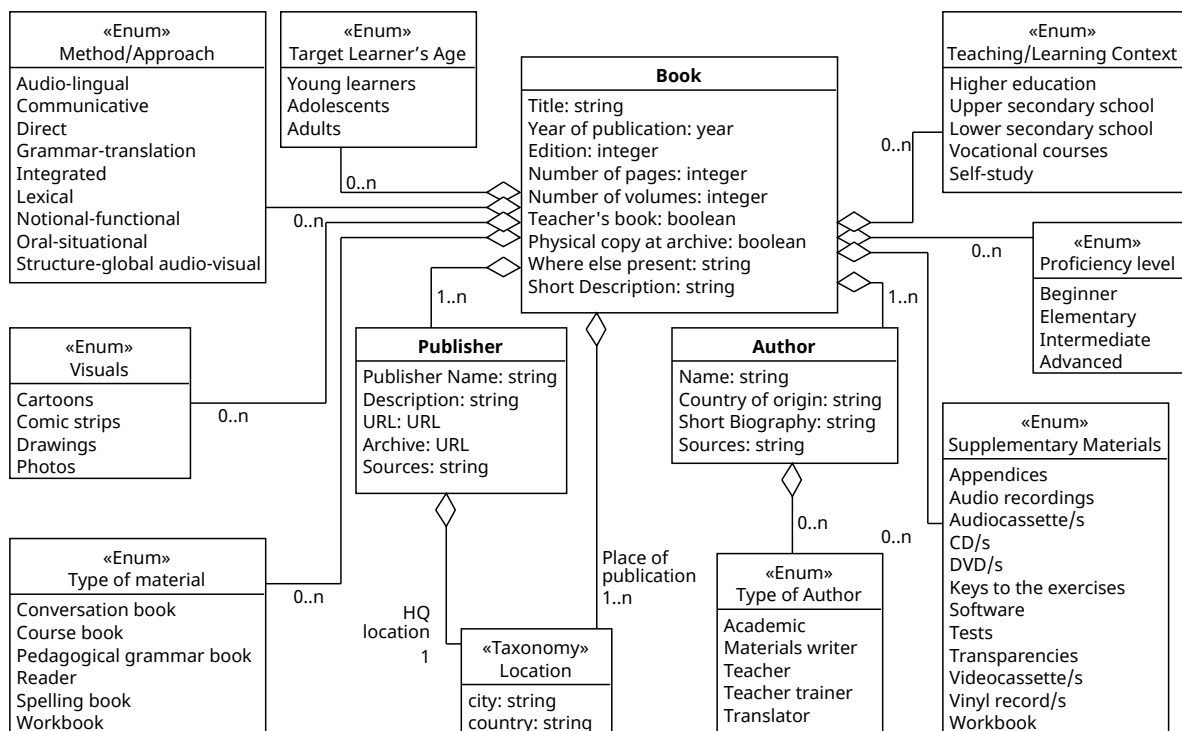 «Enum»
Method/Approach
Audio-lingual
Communicative
Direct
Grammar-translation
Integrated
Lexical
Notional-functional
Oral-situational
Structure-global audio-visual
«Enum»
Target Learner's Age
Young learners
Adolescents
Adults
0..n
0..n
Book
Title: string
Year of publication: year
Edition: integer
Number of pages: integer
Number of volumes: integer
Teacher's book: boolean
Physical copy at archive: boolean
Where else present: string
Short Description: string
«Enum»
Teaching/Learning Context
Higher education
Upper secondary school
Lower secondary school
Vocational courses
Self-study
0..n
0..n
«Enum»
Proficiency level
Beginner
Elementary
Intermediate
Advanced
1..n
1..n
«Enum»
Visuals
Cartoons
Comic strips
Drawings
Photos
0..n
Publisher
Publisher Name: string
Description: string
URL: URL
Archive: URL
Sources: string
Author
Name: string
Country of origin: string
Short Biography: string
Sources: string
«Enum»
Supplementary Materials
Appendices
Audio recordings
Audiocassette/s
CD/s
DVD/s
Keys to the exercises
Software
Tests
Transparencies
Videocassette/s
Vinyl record/s
Workbook
0..n
0..n
«Enum»
Type of material
Conversation book
Course book
Pedagogical grammar book
Reader
Spelling book
Workbook
0..n
HQ
location
1
Place of
publication
1..n
«Taxonomy»
Location
city: string
country: string
«Enum»
Type of Author
Academic
Materials writer
Teacher
Teacher trainer
Translator